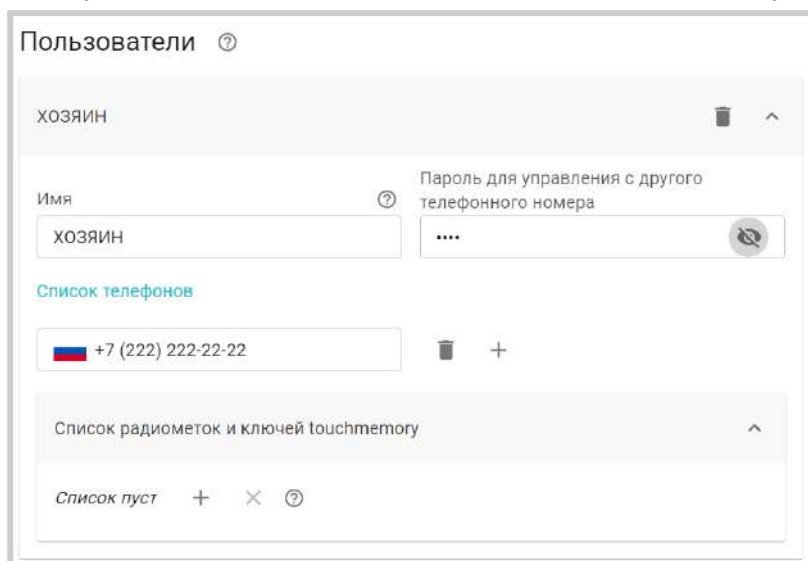 Пользователи
ХОЗЯИН
Имя
Пароль для управления с другого
телефонного номера
ХОЗЯИН
••••
Список телефонов
+7 (222) 222-22-22
Список радиометок и ключей touchmemory
Список пуст